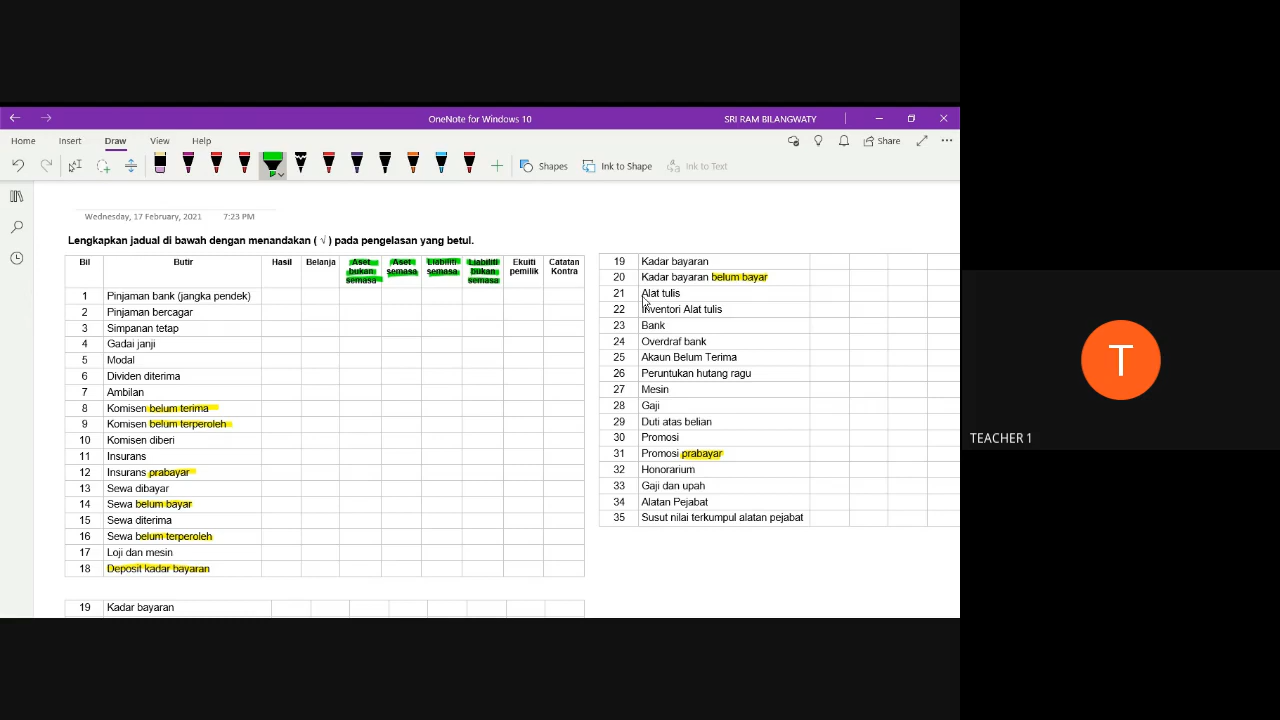 OneNote for Windows 10
SRI RAM BILANGWATY
Home Insert Draw View Help
Share
Shapes
Ink to Shape
Ink to Text
Wednesday, 17 February, 2021 7:23 PM
Lengkapkan jadual di bawah dengan menandakan ( √ ) pada pengelasan yang betul.
Bil Butir Hasil Belanja Aset bukan semasa Aset semasa Liabiliti semasa Liabiliti bukan semasa Ekuiti pemilik Catatan Kontra
1 Pinjaman bank (jangka pendek)
2 Pinjaman bercagar
3 Simpanan tetap
4 Gadai janji
5 Modal
6 Dividen diterima
7 Ambilan
8 Komisen belum terima
9 Komisen belum terperoleh
10 Komisen diberi
11 Insurans
12 Insurans prabayar
13 Sewa dibayar
14 Sewa belum bayar
15 Sewa diterima
16 Sewa belum terperoleh
17 Loji dan mesin
18 Deposit kadar bayaran
19 Kadar bayaran
19 Kadar bayaran
20 Kadar bayaran belum bayar
21 Alat tulis
22 Inventori Alat tulis
23 Bank
24 Overdraf bank
25 Akaun Belum Terima
26 Peruntukan hutang ragu
27 Mesin
28 Gaji
29 Duti atas belian
30 Promosi
31 Promosi prabayar
32 Honorarium
33 Gaji dan upah
34 Alatan Pejabat
35 Susut nilai terkumpul alatan pejabat
T
TEACHER 1